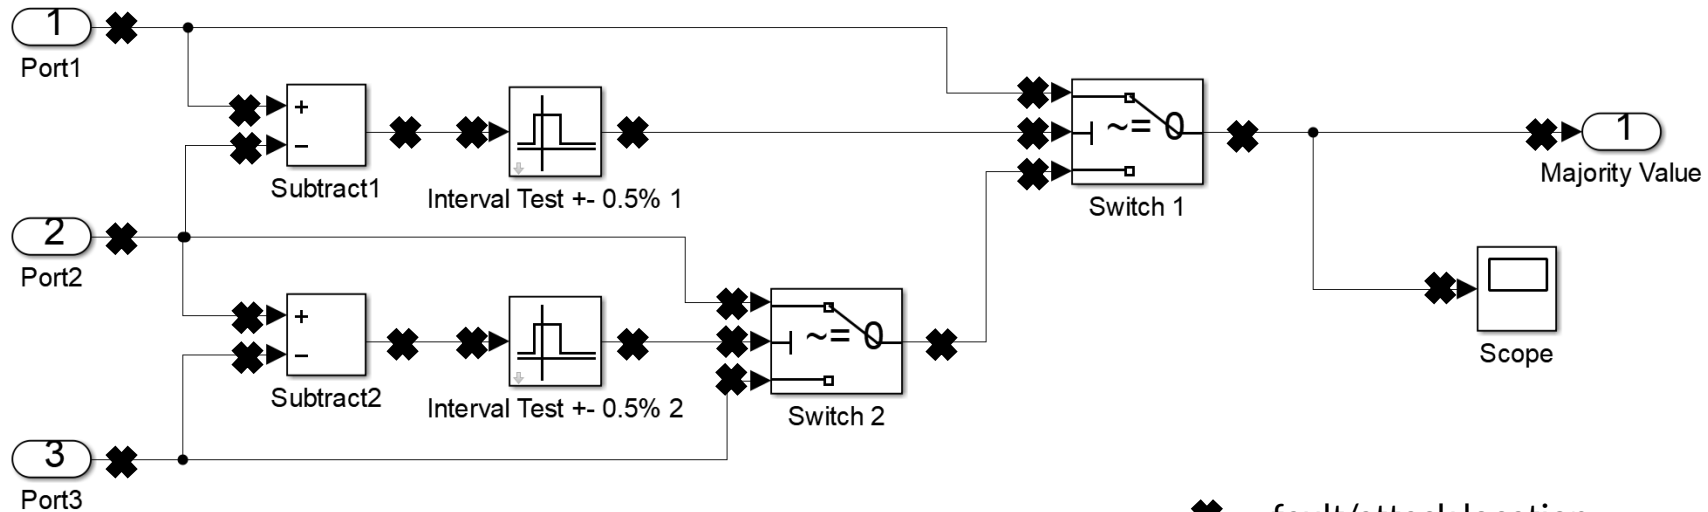 1
Port1
+
−
Subtract1
Interval Test +- 0.5% 1
~= 0
Switch 1
1
Majority Value
2
Port2
+
−
Subtract2
Interval Test +- 0.5% 2
~= 0
Switch 2
Scope
3
Port3
fault/attack location